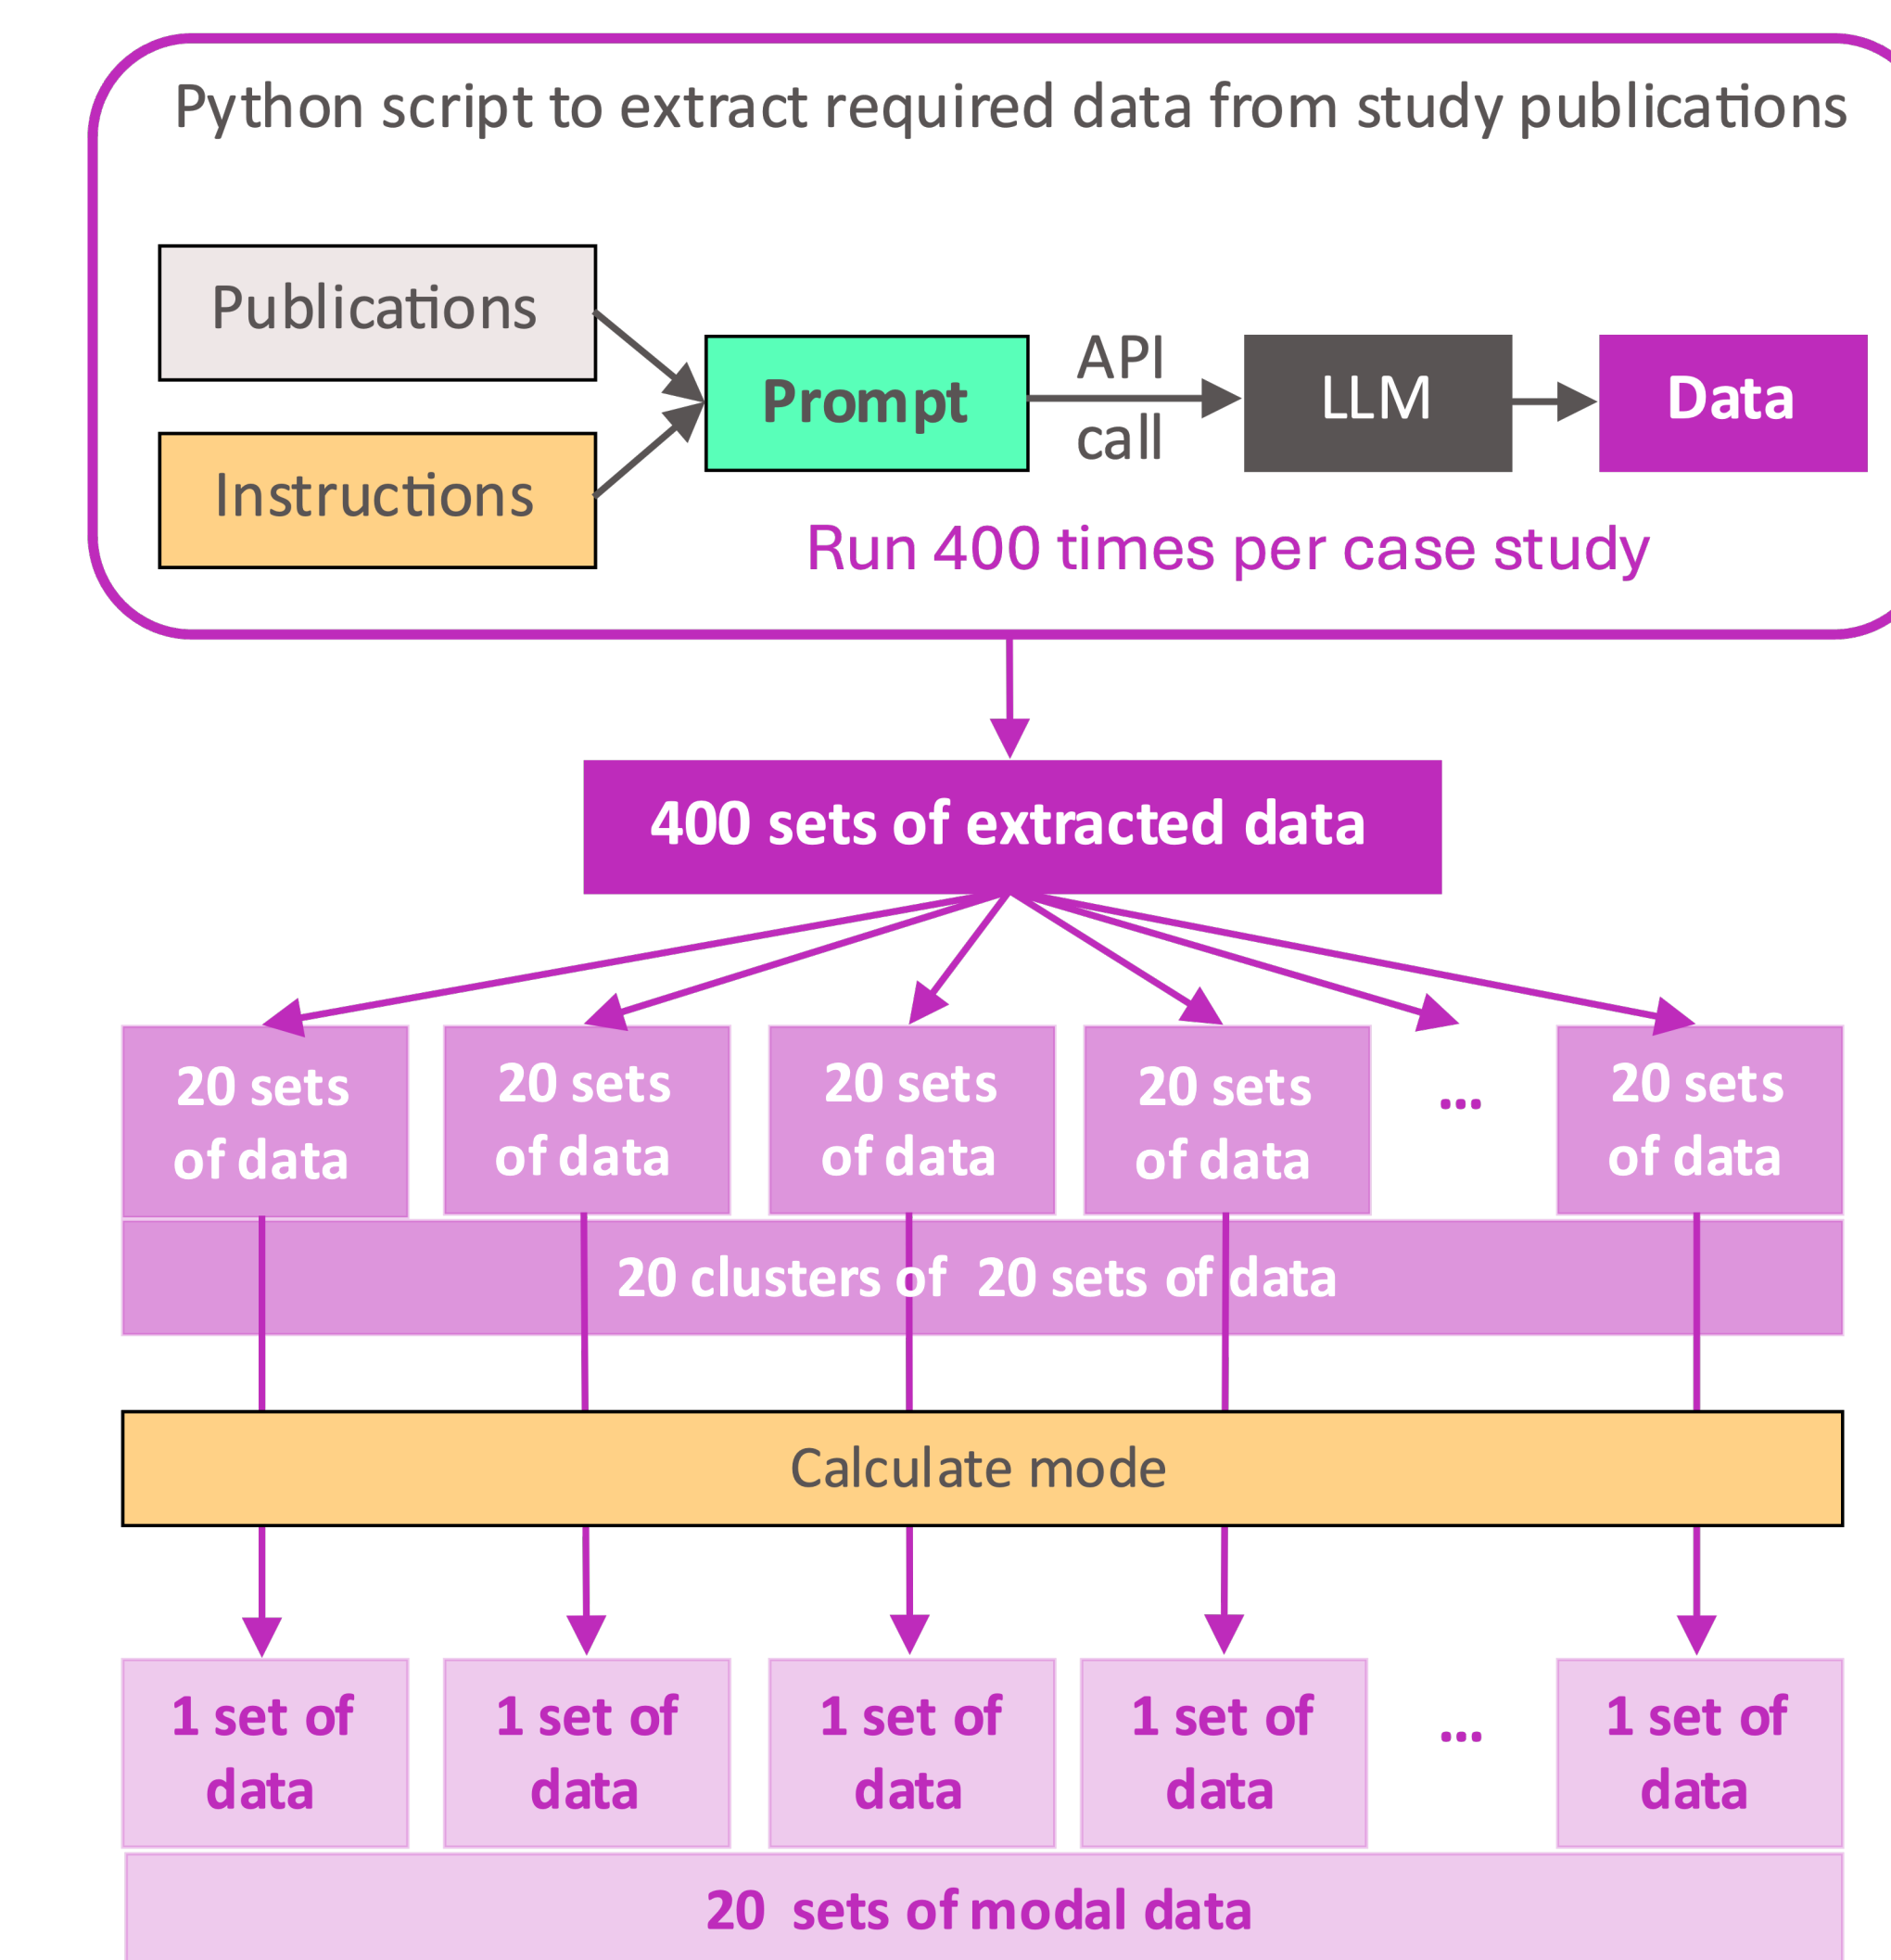 Python script to extract required data from study publications
Publications
Instructions
Prompt
API
call
LLM
Data
Run 400 times per case study
400 sets of extracted data
20 sets
of data
20 sets
of data
20 sets
of data
20 sets
of data
...
20 sets
of data
20 clusters of  20 sets of data
Calculate mode
1 set of
data
1 set of
data
1 set of
data
1 set of
data
...
1 set of
data
20  sets of modal data